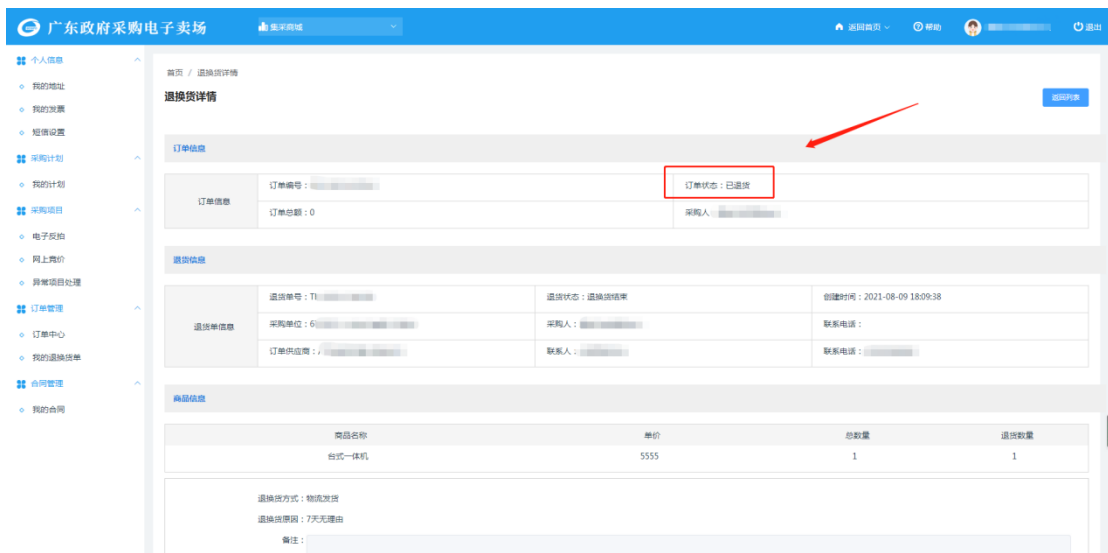 广东政府采购电子卖场
集采商城
返回首页
帮助
退出
个人信息
我的地址
我的发票
短信设置
采购计划
我的计划
采购项目
电子反拍
网上竞价
异常项目处理
订单管理
订单中心
我的退换货单
合同管理
我的合同
首页 / 退换货详情
退换货详情
返回列表
订单信息
订单信息
订单编号：
订单状态：已退货
订单总额：0
采购人
退货信息
退货单信息
退货单号：
退货状态：退换货结束
创建时间：2021-08-09 18:09:38
采购单位：6
采购人：
联系电话：
订单供应商：
联系人：
联系电话：
商品信息
商品名称 单价 总数量 退货数量
台式一体机 5555 1 1
退换货方式：物流发货
退换货原因：7天无理由
备注：